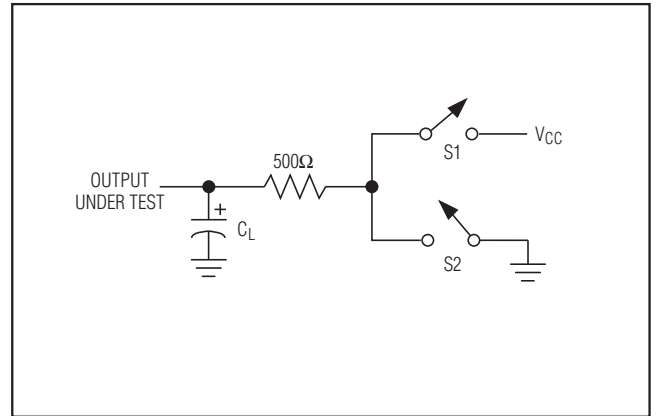 500Ω
OUTPUT
UNDER TEST
+
CL
S1
VCC
S2